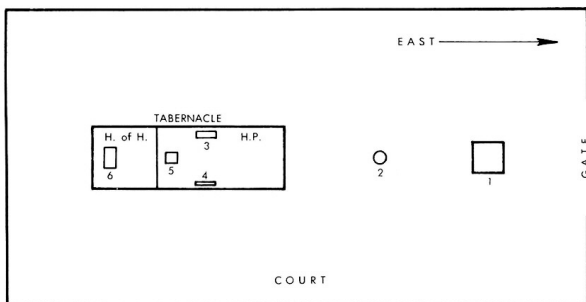 EAST
TABERNACLE
H. of H. H.P.
3
6 5 4 2 1
GATE
COURT